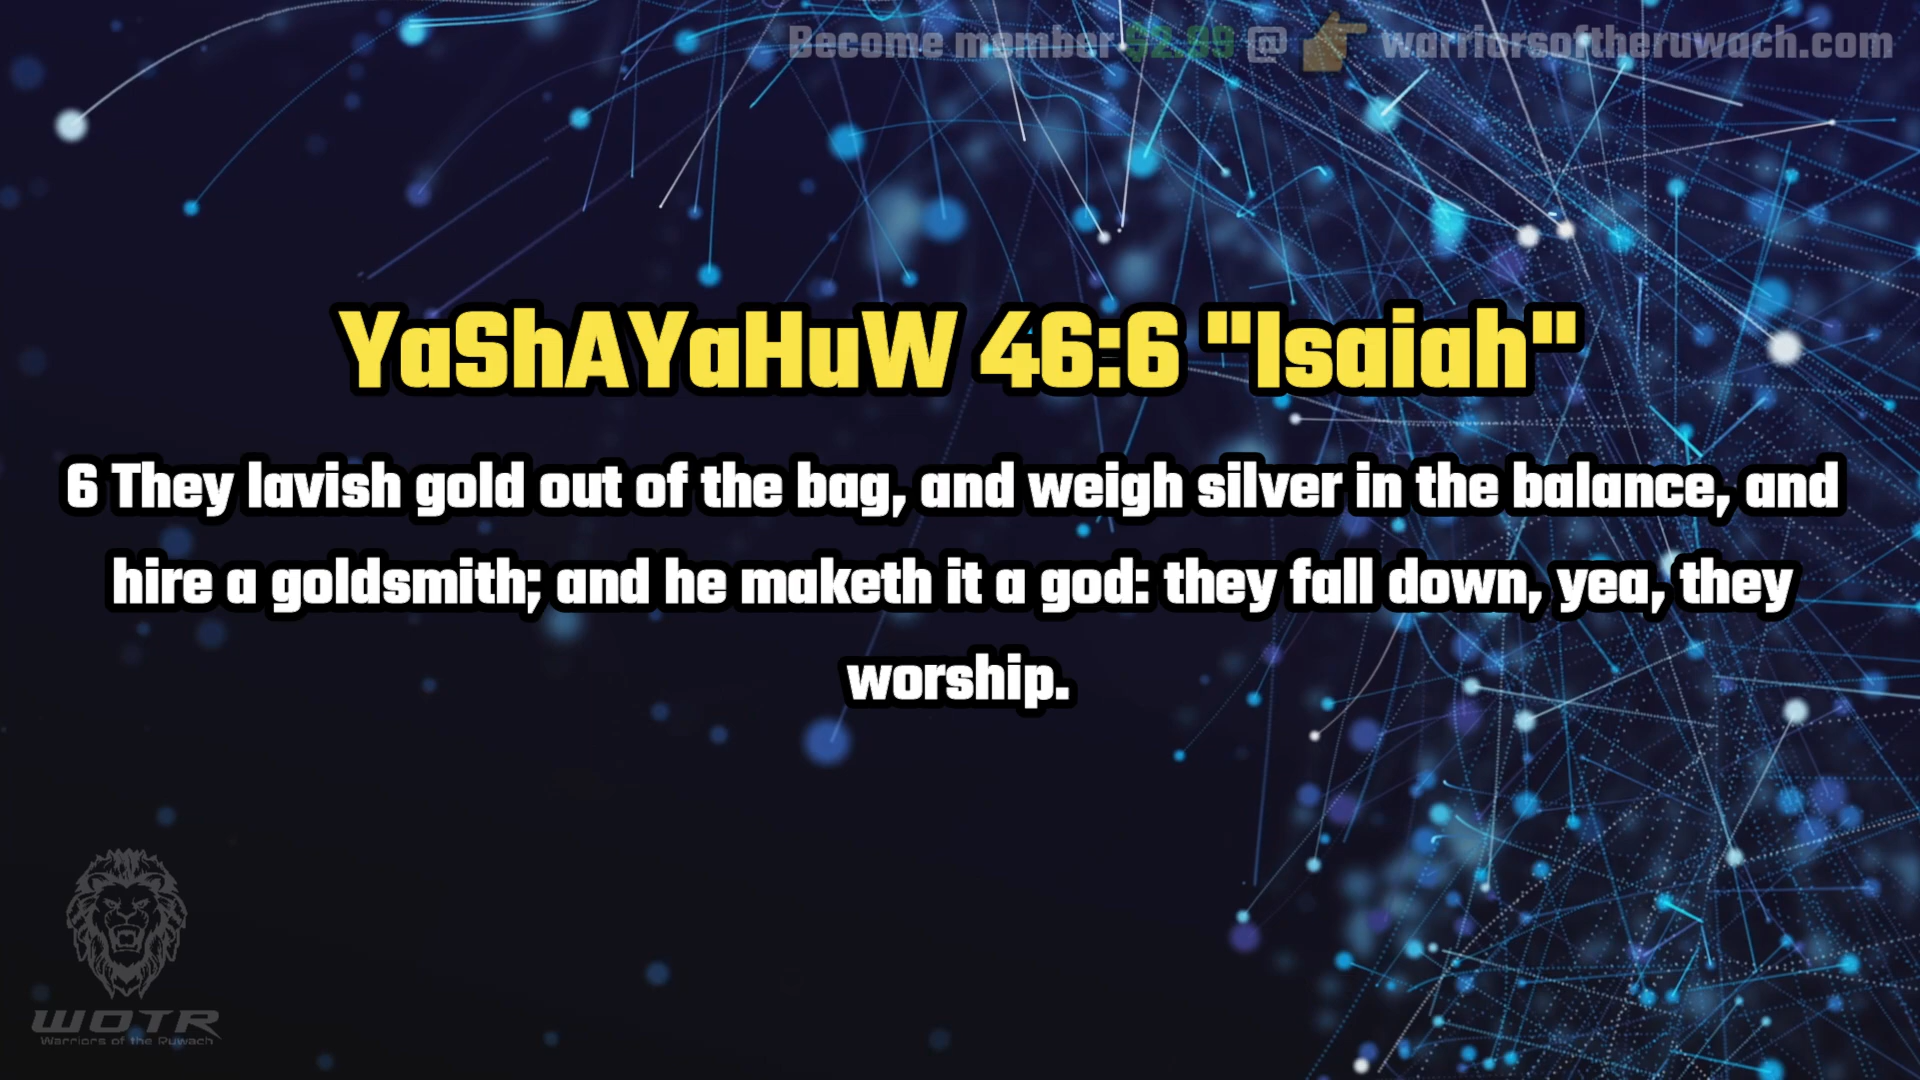 Become member $2.99 @ 👉 warriorsoftheruwach.com
YaShAYaHuW 46:6 "Isaiah"
6 They lavish gold out of the bag, and weigh silver in the balance, and
hire a goldsmith; and he maketh it a god: they fall down, yea, they
worship.
WOTR
Warriors of the Ruwach